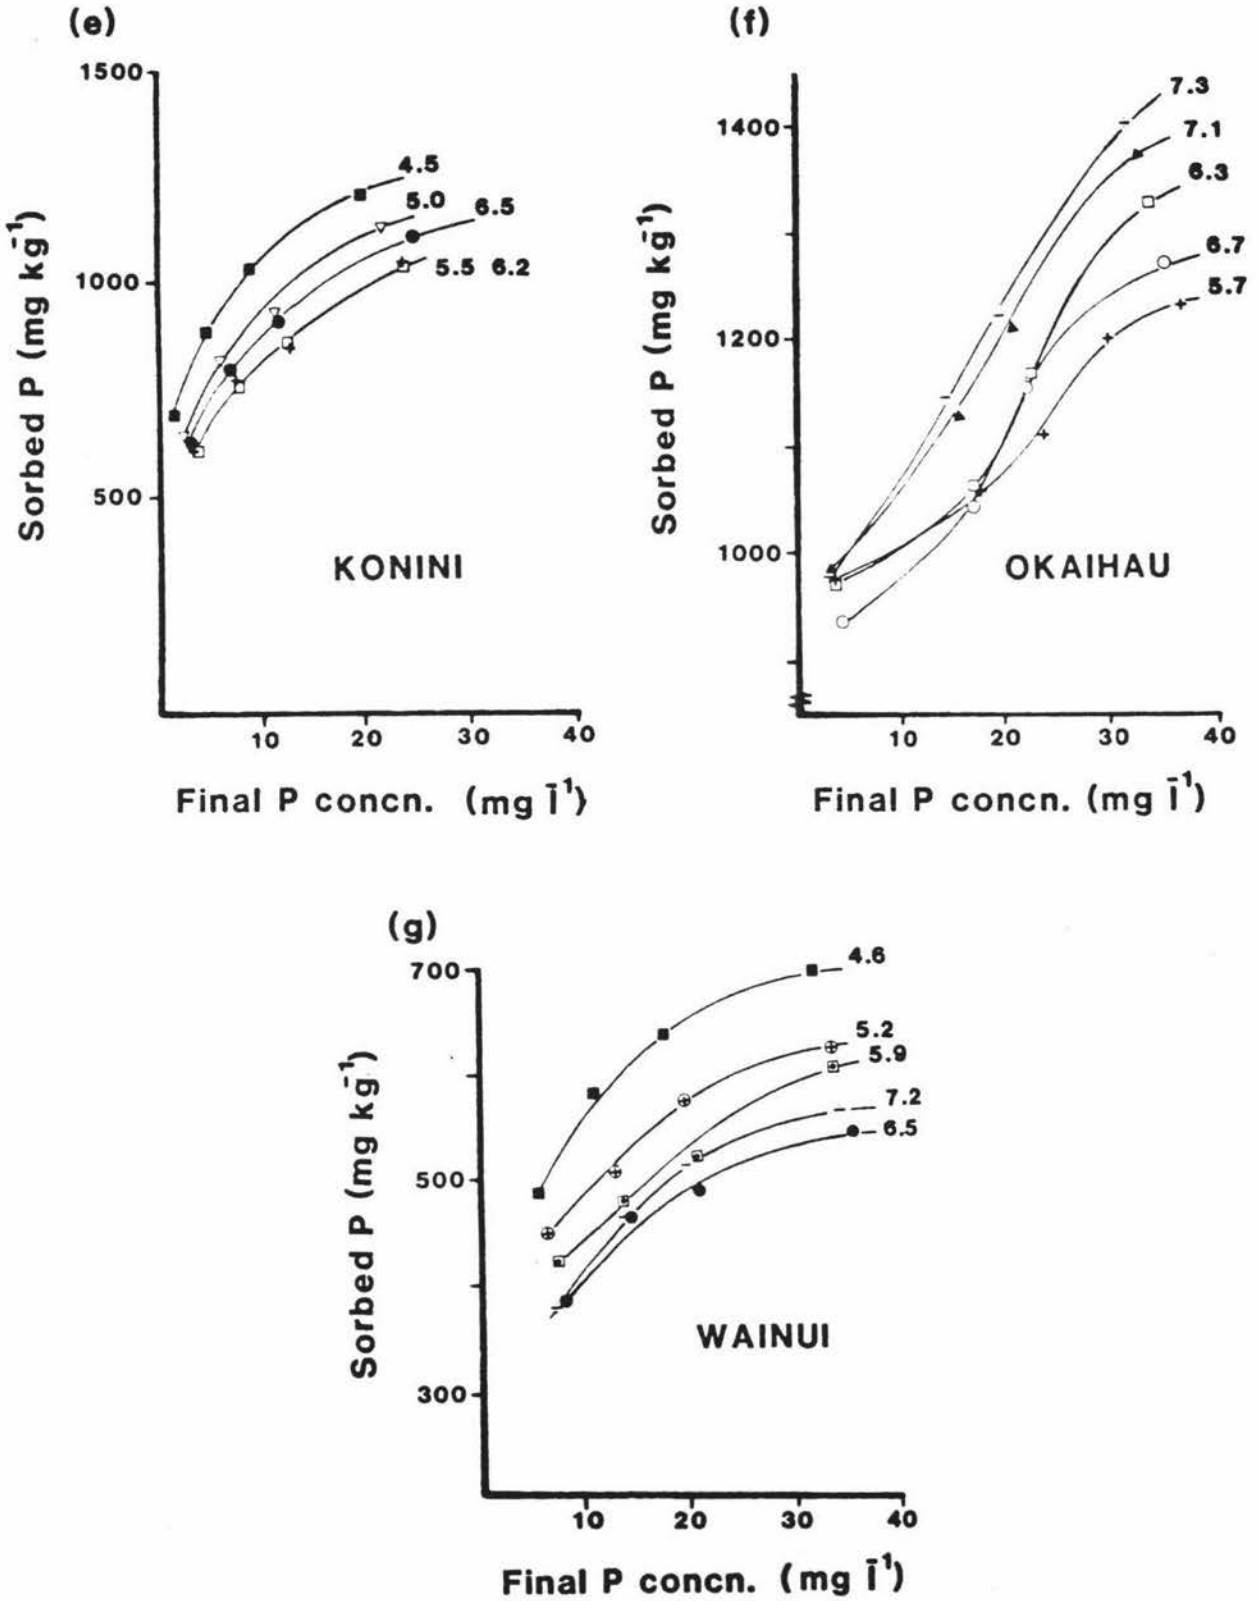 (e)
1500
1000
500
Sorbed P (mg kg⁻¹)
4.5
5.0
6.5
5.5 6.2
KONINI
10 20 30 40
Final P concn. (mg l⁻¹)
(f)
1400
1200
1000
Sorbed P (mg kg⁻¹)
7.3
7.1
6.3
6.7
5.7
OKAIHAU
10 20 30 40
Final P concn. (mg l⁻¹)
(g)
700
500
300
Sorbed P (mg kg⁻¹)
4.6
5.2
5.9
7.2
6.5
WAINUI
10 20 30 40
Final P concn. (mg l⁻¹)